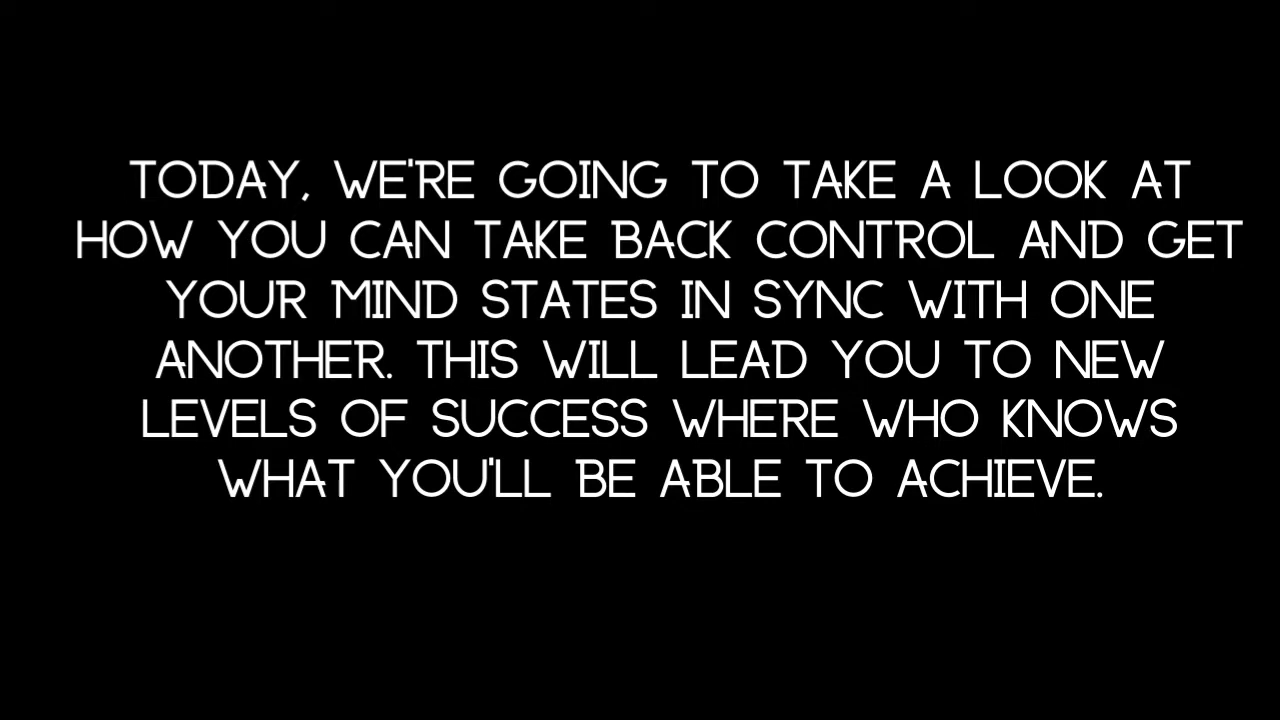 TODAY, WE'RE GOING TO TAKE A LOOK AT
HOW YOU CAN TAKE BACK CONTROL AND GET
YOUR MIND STATES IN SYNC WITH ONE
ANOTHER. THIS WILL LEAD YOU TO NEW
LEVELS OF SUCCESS WHERE WHO KNOWS
WHAT YOU'LL BE ABLE TO ACHIEVE.